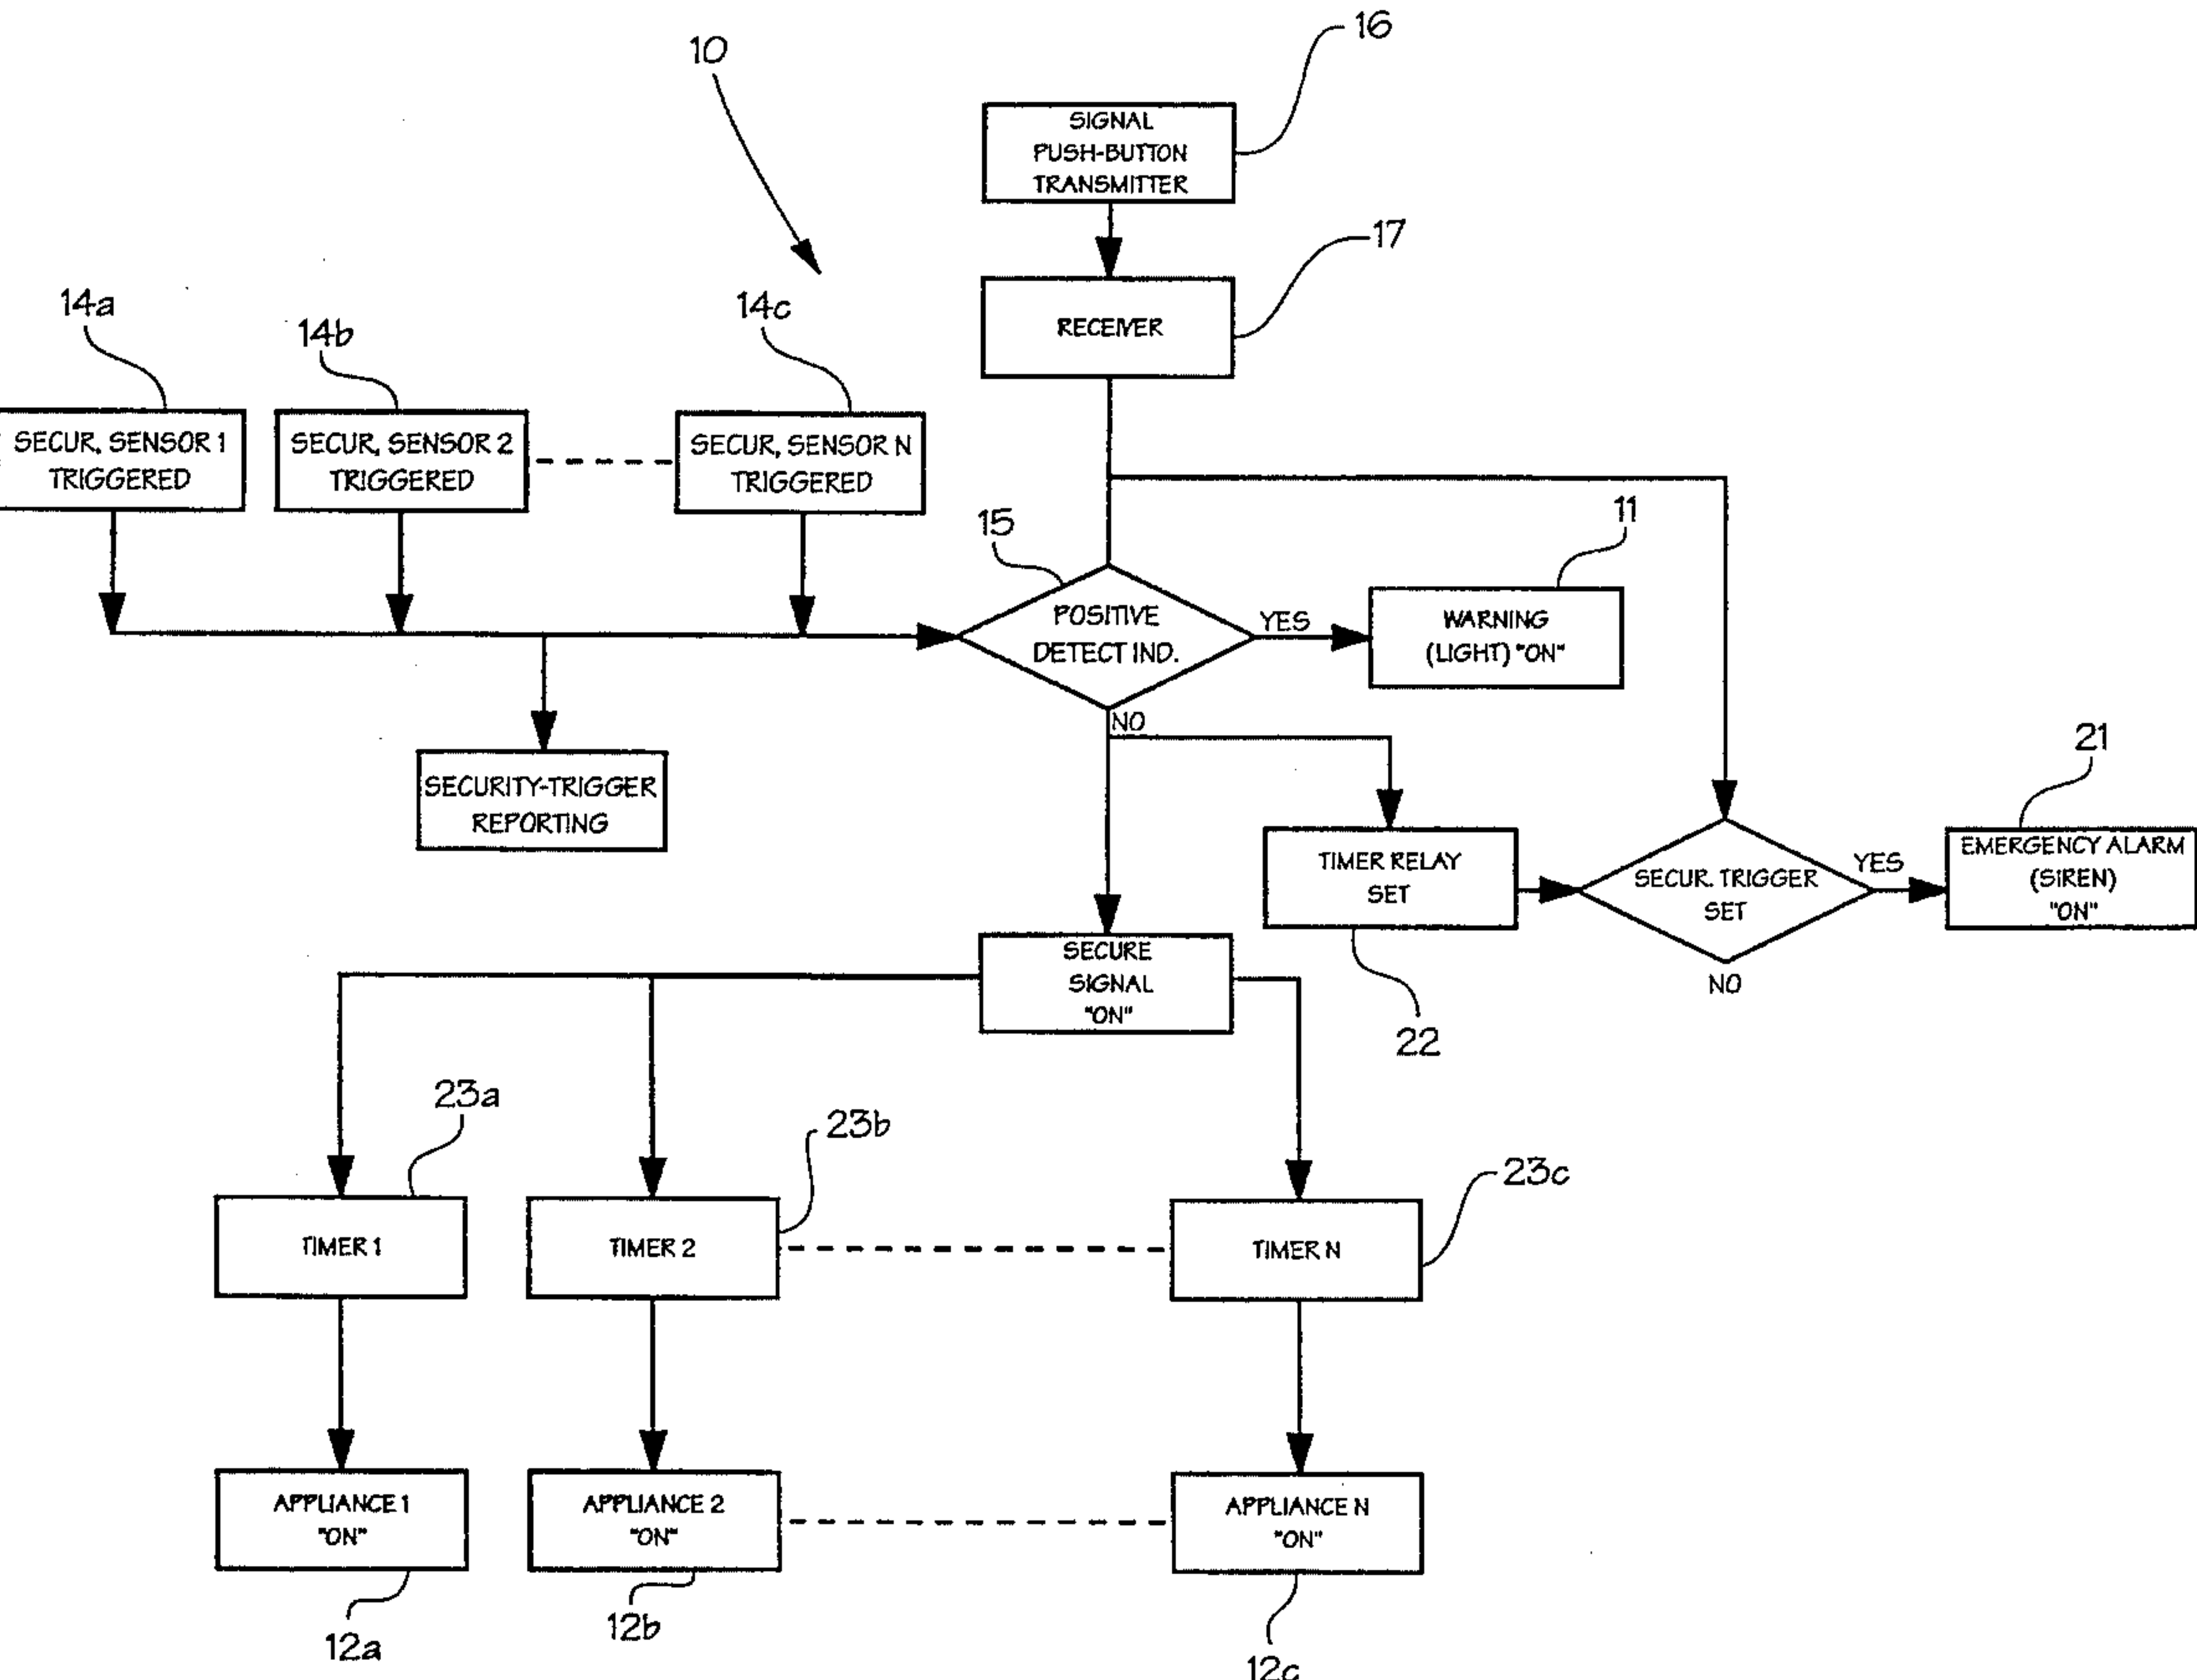 16
10
SIGNAL
PUSH-BUTTON
TRANSMITTER
17
RECEIVER
14a
14b
14c
SECUR, SENSOR 1
TRIGGERED
SECUR, SENSOR 2
TRIGGERED
SECUR, SENSOR N
TRIGGERED
15
11
POSITIVE
DETECT IND.
YES
WARNING
(LIGHT) "ON"
NO
SECURITY-TRIGGER
REPORTING
21
TIMER RELAY
SET
SECUR. TRIGGER
SET
YES
EMERGENCY ALARM
(SIREN)
"ON"
NO
22
SECURE
SIGNAL
"ON"
23a
23b
23c
TIMER 1
TIMER 2
TIMER N
APPLIANCE 1
"ON"
APPLIANCE 2
"ON"
APPLIANCE N
"ON"
12a
12b
12c